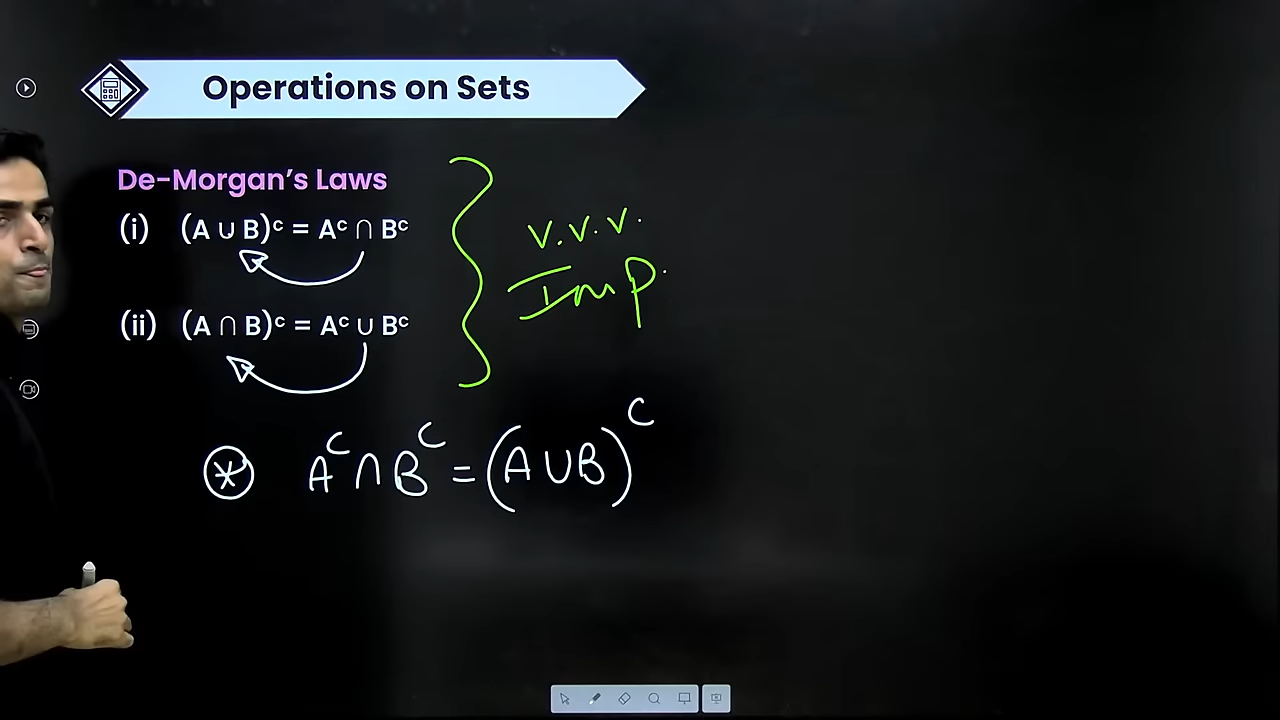 Operations on Sets
De-Morgan's Laws
(i) (A ∪ B)ᶜ = Aᶜ ∩ Bᶜ
(ii) (A ∩ B)ᶜ = Aᶜ ∪ Bᶜ
V.V.V.
Imp.
* Aᶜ ∩ Bᶜ = (A ∪ B)ᶜ